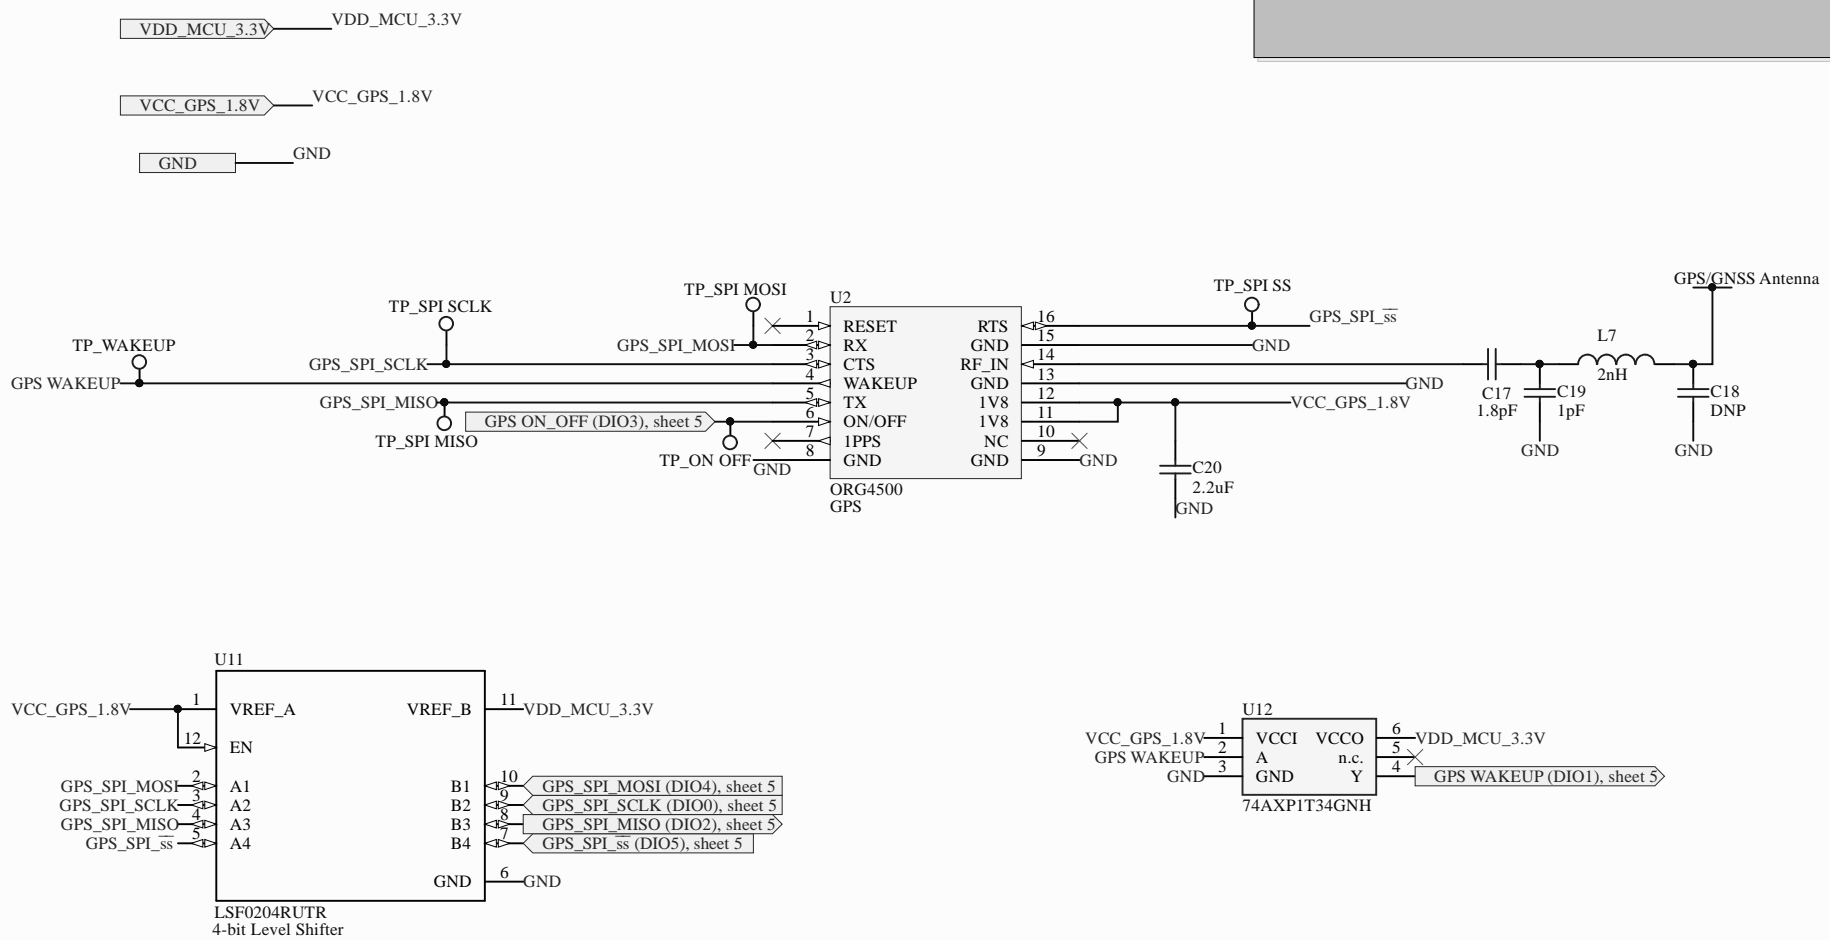 VDD_MCU_3.3V VDD_MCU_3.3V
VCC_GPS_1.8V VCC_GPS_1.8V
GND GND
TP_WAKEUP
GPS WAKEUP
TP_SPI SCLK
GPS_SPI_SCLK
GPS_SPI_MISO
TP_SPI MISO
TP_SPI MOSI
GPS_SPI_MOSI
GPS ON_OFF (DIO3), sheet 5
TP_ON OFF
GND
U2
1 RESET RTS 16
2 RX GND 15
3 CTS RF_IN 14
4 WAKEUP GND 13
5 TX 1V8 12
6 ON/OFF 1V8 11
7 1PPS NC 10
8 GND GND 9
ORG4500
GPS
TP_SPI SS
GPS_SPI_s̅s̅
GND
GND
VCC_GPS_1.8V
GND
C20
2.2uF
GND
C17
1.8pF
C19
1pF
GND
L7
2nH
C18
DNP
GND
GPS/GNSS Antenna
U11
VCC_GPS_1.8V 1 VREF_A VREF_B 11 VDD_MCU_3.3V
12 EN
GPS_SPI_MOSI 2 A1 B1 10 GPS_SPI_MOSI (DIO4), sheet 5
GPS_SPI_SCLK 3 A2 B2 9 GPS_SPI_SCLK (DIO0), sheet 5
GPS_SPI_MISO 4 A3 B3 8 GPS_SPI_MISO (DIO2), sheet 5
GPS_SPI_s̅s̅ 5 A4 B4 7 GPS_SPI_s̅s̅ (DIO5), sheet 5
GND 6 GND
LSF0204RUTR
4-bit Level Shifter
U12
VCC_GPS_1.8V 1 VCCI VCCO 6 VDD_MCU_3.3V
GPS WAKEUP 2 A n.c. 5
GND 3 GND Y 4 GPS WAKEUP (DIO1), sheet 5
74AXP1T34GNH